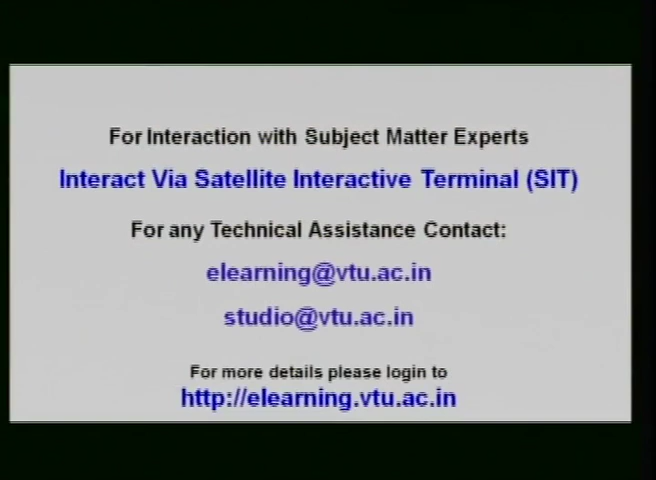 For Interaction with Subject Matter Experts
Interact Via Satellite Interactive Terminal (SIT)
For any Technical Assistance Contact:
elearning@vtu.ac.in
studio@vtu.ac.in
For more details please login to
http://elearning.vtu.ac.in